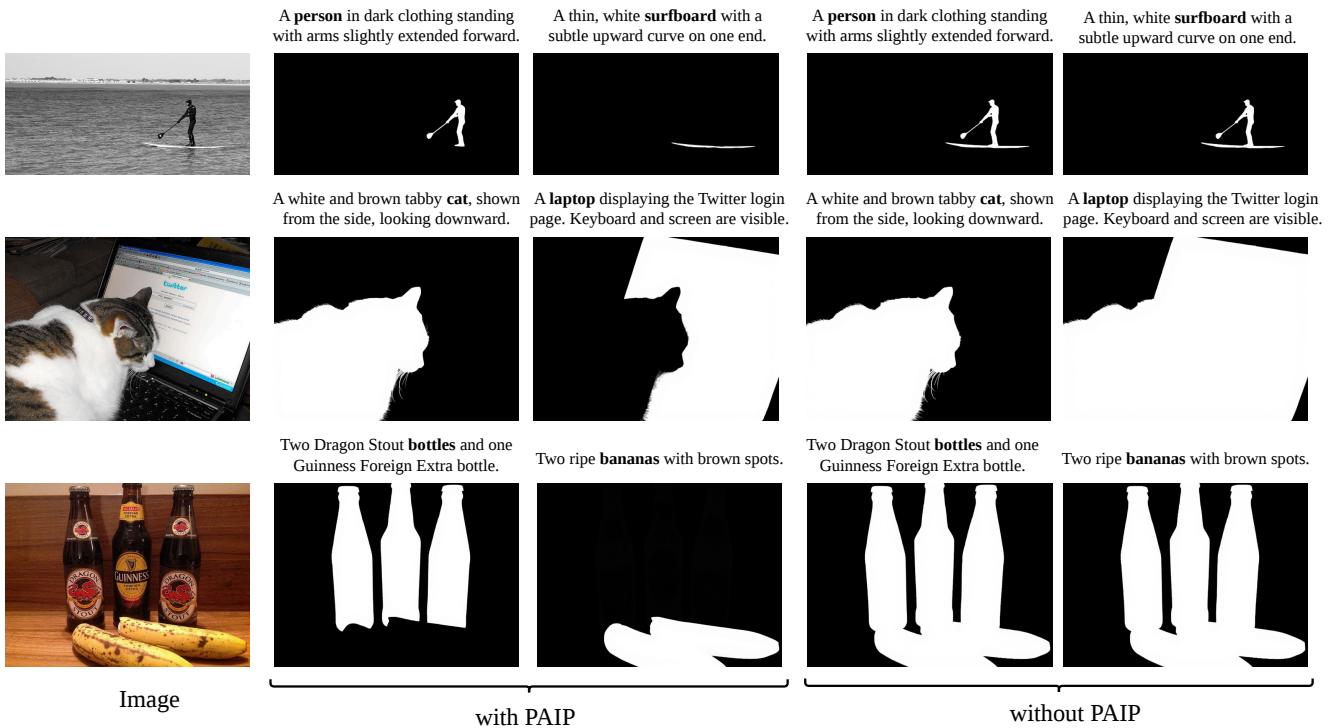 A person in dark clothing standing
with arms slightly extended forward.
A thin, white surfboard with a
subtle upward curve on one end.
A person in dark clothing standing
with arms slightly extended forward.
A thin, white surfboard with a
subtle upward curve on one end.
A white and brown tabby cat, shown
from the side, looking downward.
A laptop displaying the Twitter login
page. Keyboard and screen are visible.
A white and brown tabby cat, shown
from the side, looking downward.
A laptop displaying the Twitter login
page. Keyboard and screen are visible.
twitter
Two Dragon Stout bottles and one
Guinness Foreign Extra bottle.
Two ripe bananas with brown spots.
Two Dragon Stout bottles and one
Guinness Foreign Extra bottle.
Two ripe bananas with brown spots.
DRAGON
STOUT
GUINNESS
DRAGON
STOUT
Image
with PAIP
without PAIP